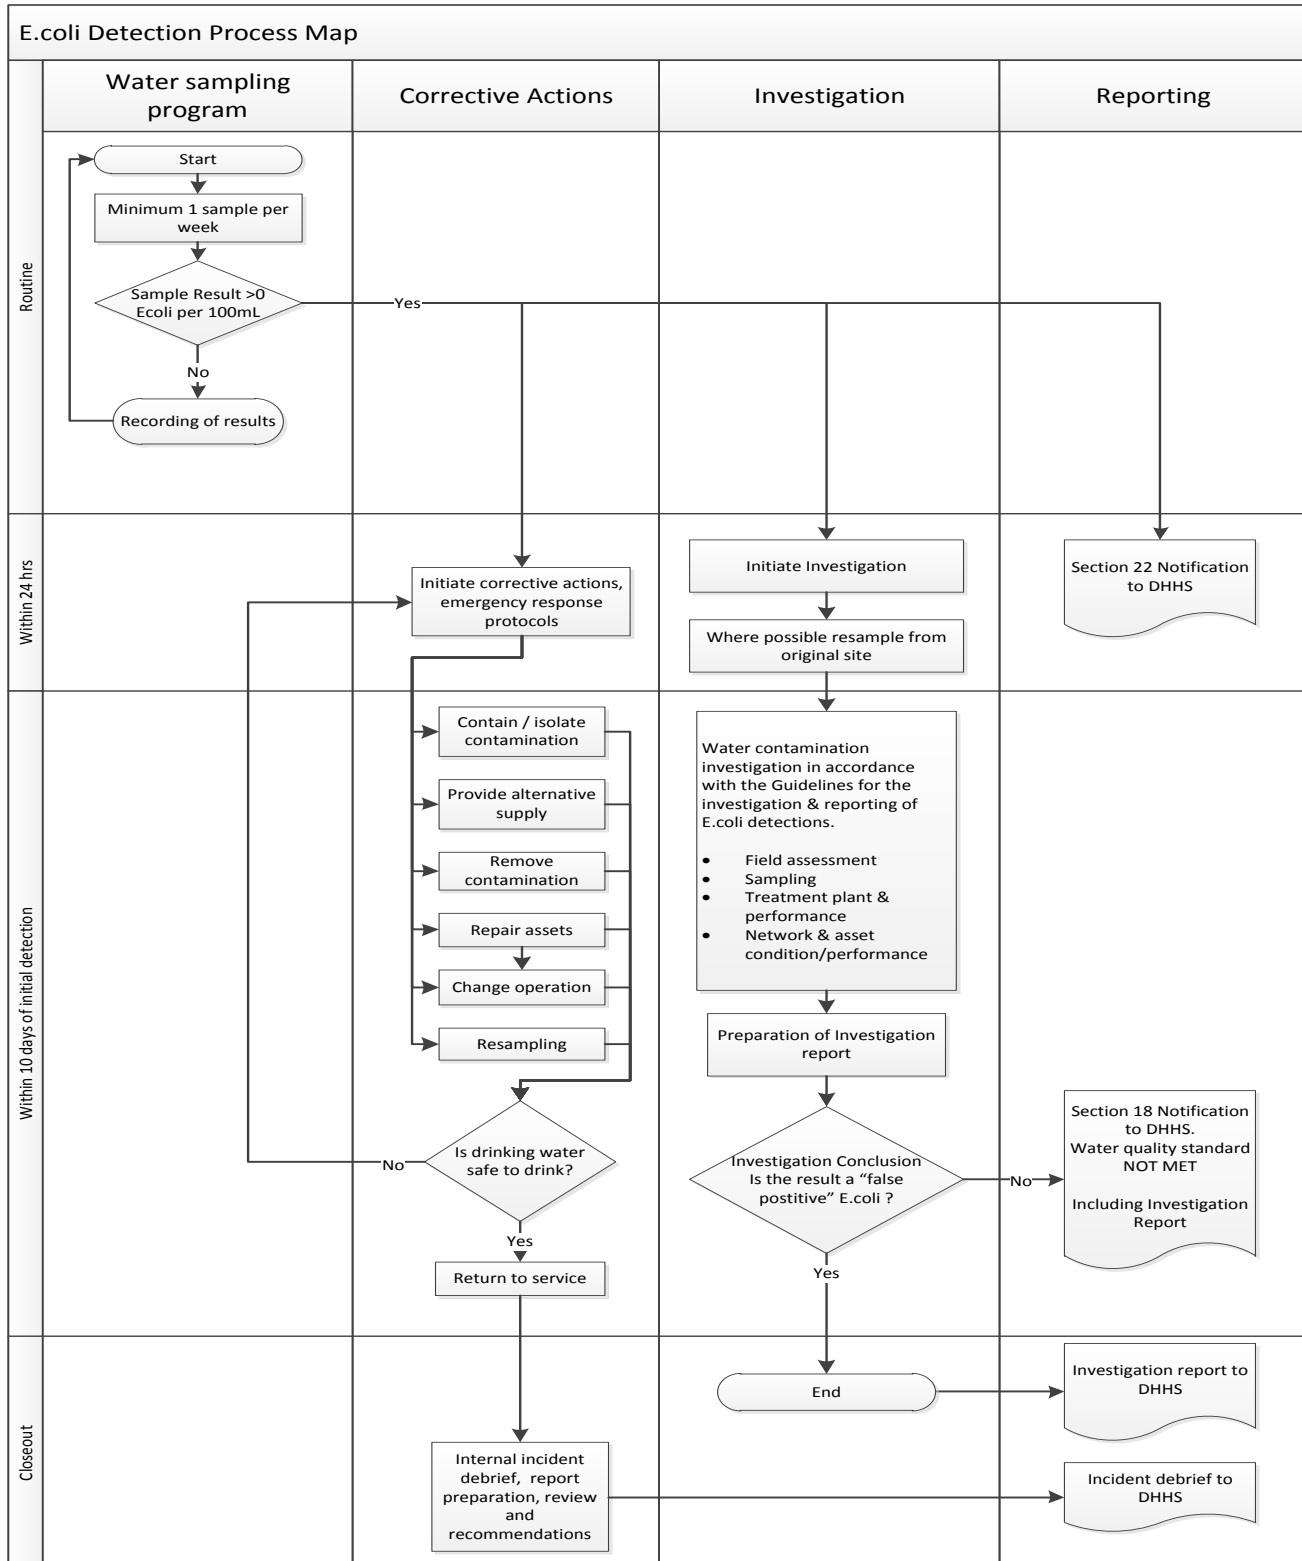 E.coli Detection Process Map
Water sampling
program
Corrective Actions
Investigation
Reporting
Routine
Start
Minimum 1 sample per
week
Sample Result >0
Ecoli per 100mL
Yes
No
Recording of results
Within 24 hrs
Initiate corrective actions,
emergency response
protocols
Initiate Investigation
Where possible resample from
original site
Section 22 Notification
to DHHS
Within 10 days of initial detection
Contain / isolate
contamination
Provide alternative
supply
Remove
contamination
Repair assets
Change operation
Resampling
Is drinking water
safe to drink?
No
Yes
Return to service
Water contamination
investigation in accordance
with the Guidelines for the
investigation & reporting of
E.coli detections.
• Field assessment
• Sampling
• Treatment plant &
performance
• Network & asset
condition/performance
Preparation of Investigation
report
Investigation Conclusion
Is the result a “false
postitive” E.coli ?
No
Yes
Section 18 Notification
to DHHS.
Water quality standard
NOT MET
Including Investigation
Report
Closeout
Internal incident
debrief, report
preparation, review
and
recommendations
End
Investigation report to
DHHS
Incident debrief to
DHHS